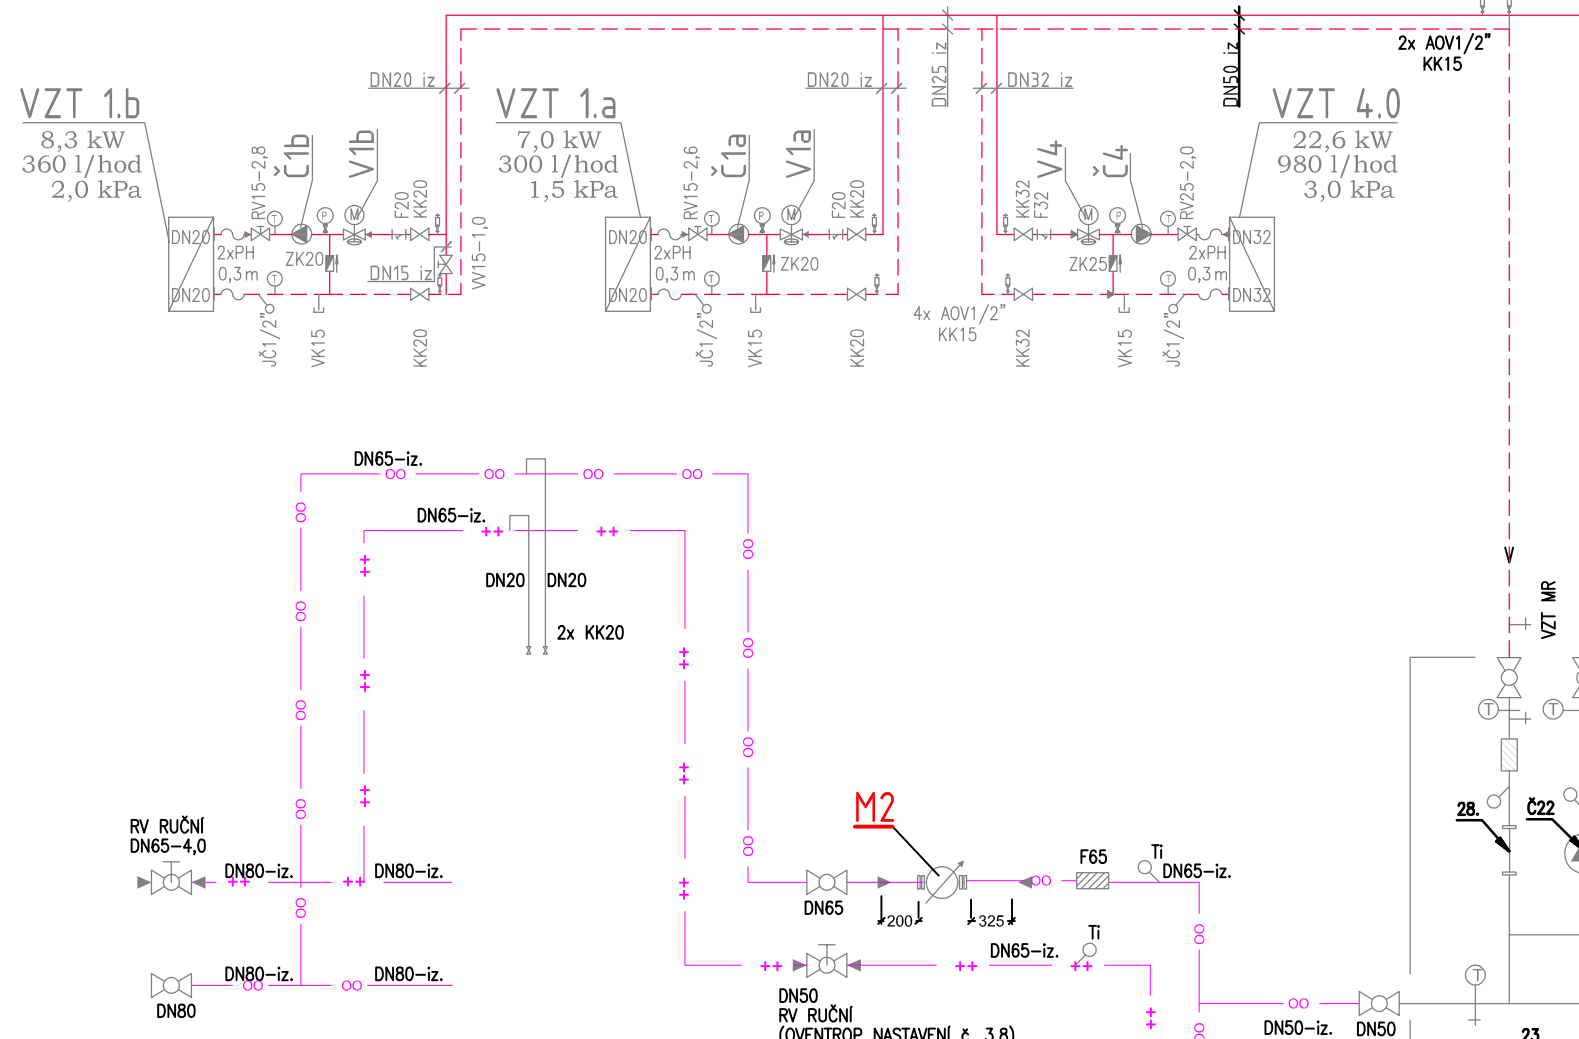 2x AOV1/2"
KK15
DN20 iz
DN20 iz
DN25 iz
DN32 iz
DN50 iz
VZT 1.b
8,3 kW
360 l/hod
2,0 kPa
RV15-2,8
Č1b
V1b
F20
KK20
T
P
M
DN20
2xPH
0,3m
ZK20
DN15 iz
VV15-1,0
DN20
T
JČ1/2"
VK15
KK20
VZT 1.a
7,0 kW
300 l/hod
1,5 kPa
RV15-2,6
Č1a
V1a
F20
KK20
T
P
M
DN20
2xPH
0,3m
ZK20
DN20
T
JČ1/2"
VK15
KK20
4x AOV1/2"
KK15
VZT 4.0
22,6 kW
980 l/hod
3,0 kPa
KK32
F32
V4
Č4
RV25-2,0
M
P
T
DN32
2xPH
0,3m
ZK25
DN32
T
KK32
VK15
JČ1/2"
DN65-iz.
DN65-iz.
DN20
DN20
2x KK20
VZT MR
T
T
28.
Č22
M2
RV RUČNÍ
DN65-4,0
DN80-iz.
DN80-iz.
DN65
200
325
F65
Ti
DN65-iz.
DN80-iz.
DN80-iz.
DN80
Ti
DN65-iz.
DN50
RV RUČNÍ
(OVENTROP NASTAVENÍ č. 3,8)
T
DN50-iz.
DN50
23.